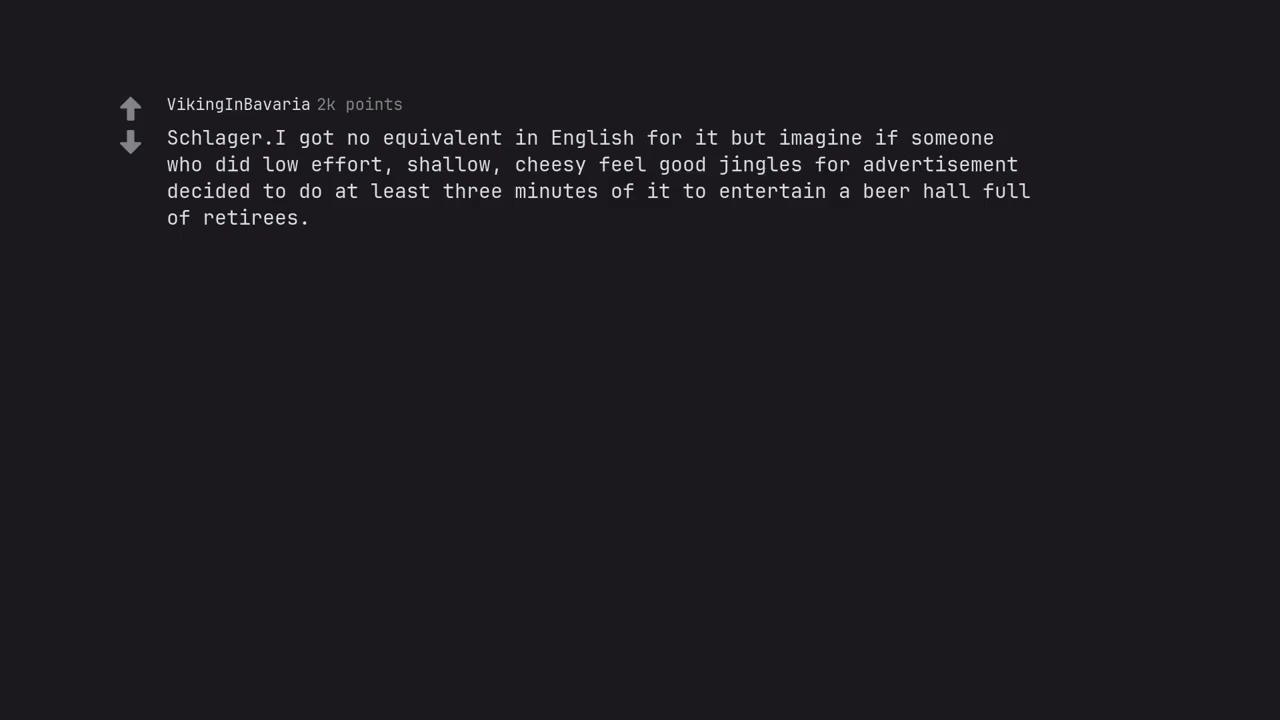 VikingInBavaria 2k points
Schlager.I got no equivalent in English for it but imagine if someone
who did low effort, shallow, cheesy feel good jingles for advertisement
decided to do at least three minutes of it to entertain a beer hall full
of retirees.